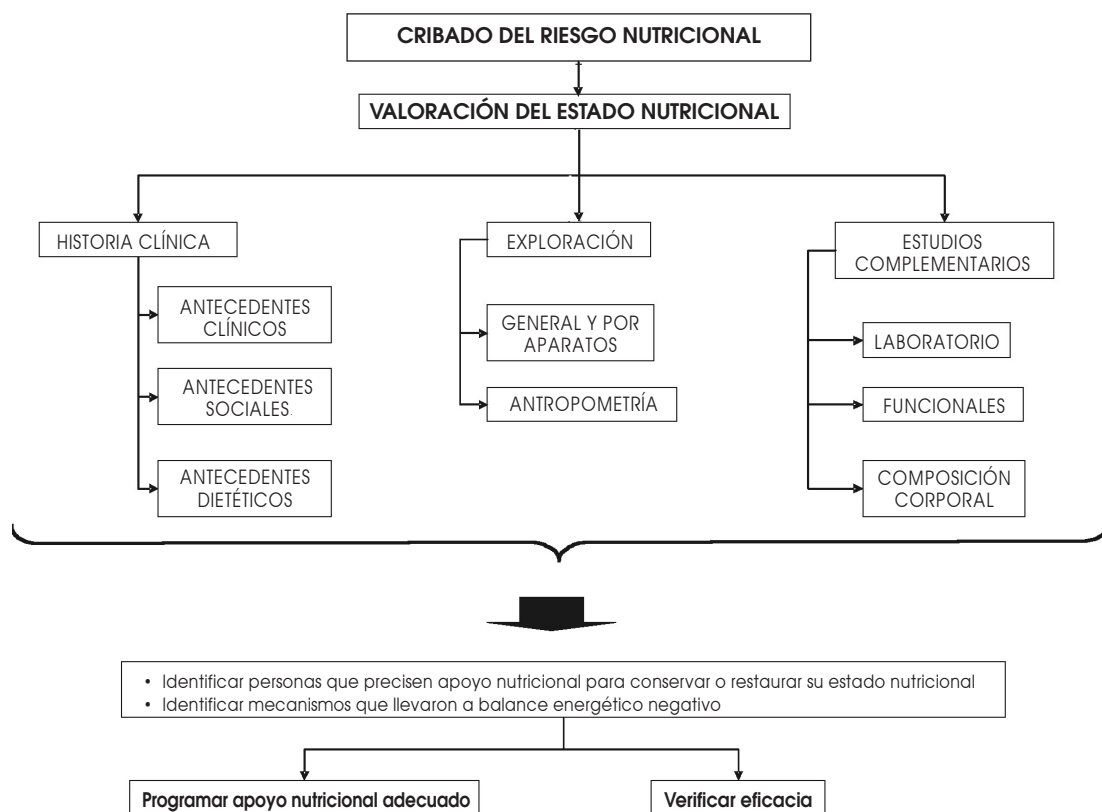 CRIBADO DEL RIESGO NUTRICIONAL
VALORACIÓN DEL ESTADO NUTRICIONAL
HISTORIA CLÍNICA
ANTECEDENTES
CLÍNICOS
ANTECEDENTES
SOCIALES
ANTECEDENTES
DIETÉTICOS
EXPLORACIÓN
GENERAL Y POR
APARATOS
ANTROPOMETRÍA
ESTUDIOS
COMPLEMENTARIOS
LABORATORIO
FUNCIONALES
COMPOSICIÓN
CORPORAL
• Identificar personas que precisen apoyo nutricional para conservar o restaurar su estado nutricional
• Identificar mecanismos que llevaron a balance energético negativo
Programar apoyo nutricional adecuado
Verificar eficacia